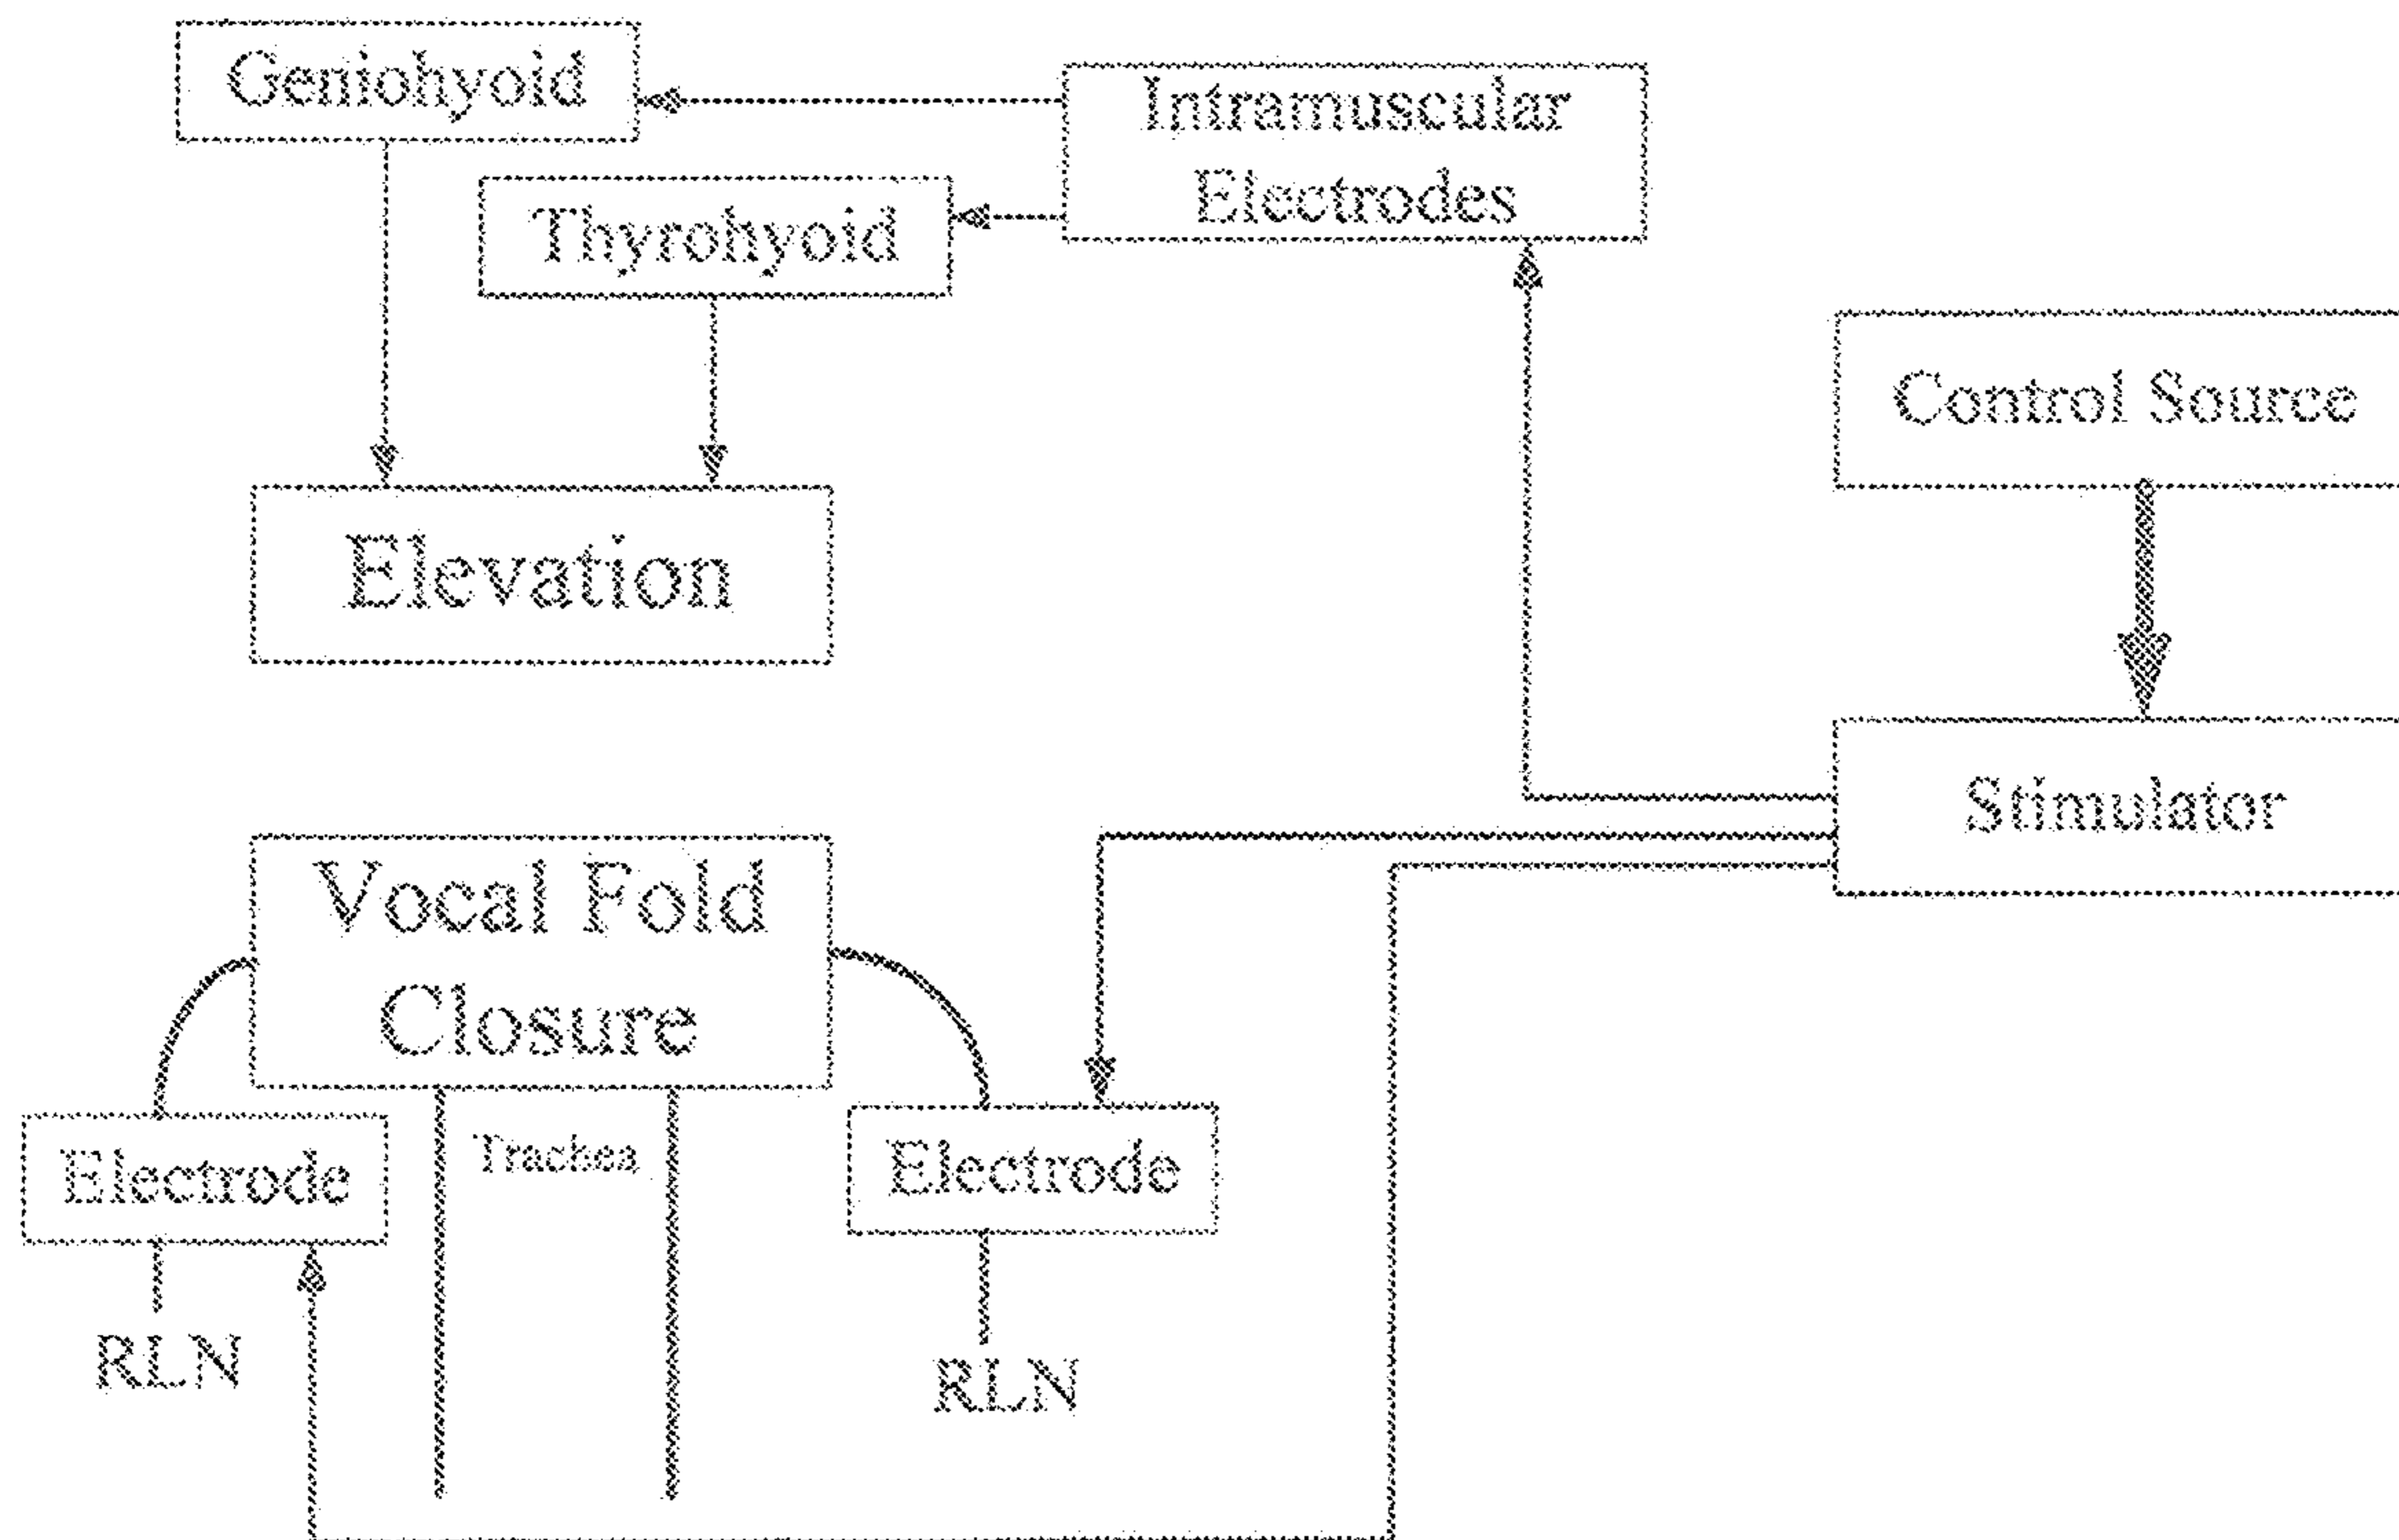 Geniohyoid
Intramuscular
Electrodes
Thyrohyoid
Control Source
Elevation
Stimulator
Vocal Fold
Closure
Trachea
Electrode
Electrode
RLN
RLN